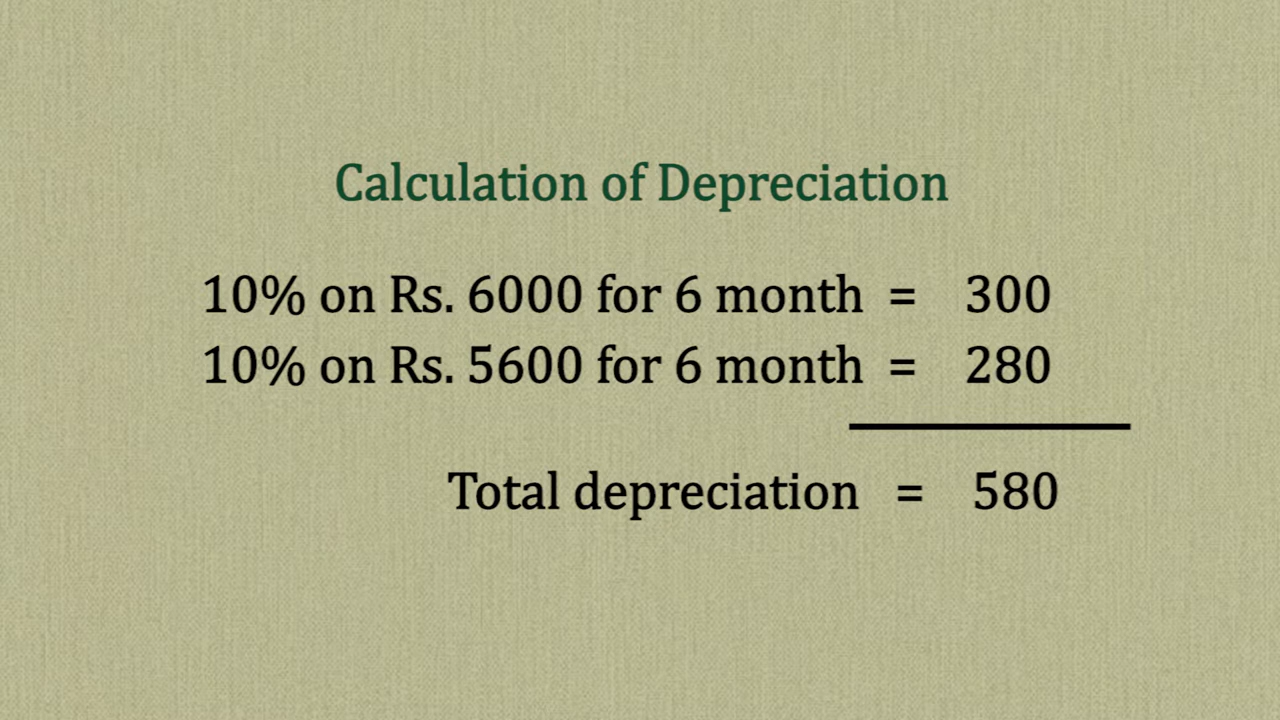 Calculation of Depreciation
10% on Rs. 6000 for 6 month = 300
10% on Rs. 5600 for 6 month = 280
Total depreciation = 580